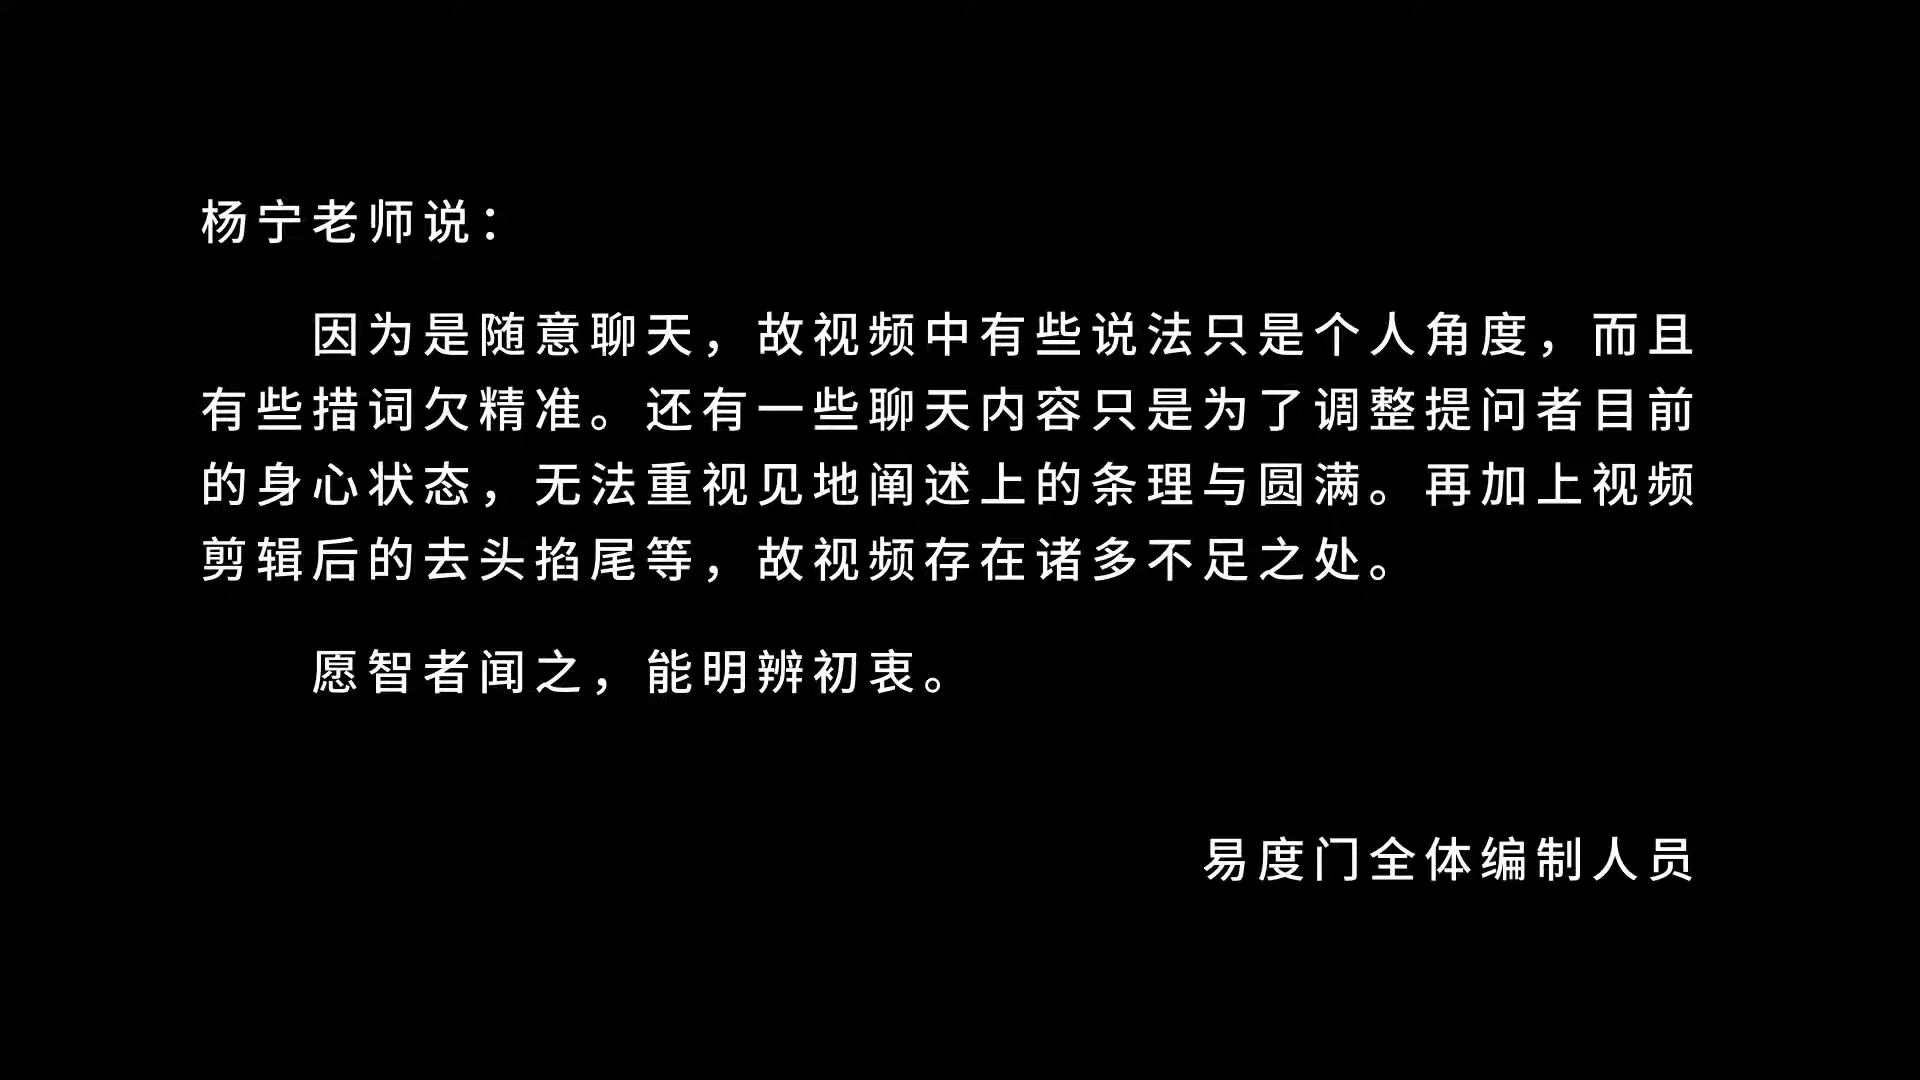 杨宁老师说：
因为是随意聊天，故视频中有些说法只是个人角度，而且
有些措词欠精准。还有一些聊天内容只是为了调整提问者目前
的身心状态，无法重视见地阐述上的条理与圆满。再加上视频
剪辑后的去头掐尾等，故视频存在诸多不足之处。
愿智者闻之，能明辨初衷。
易度门全体编制人员